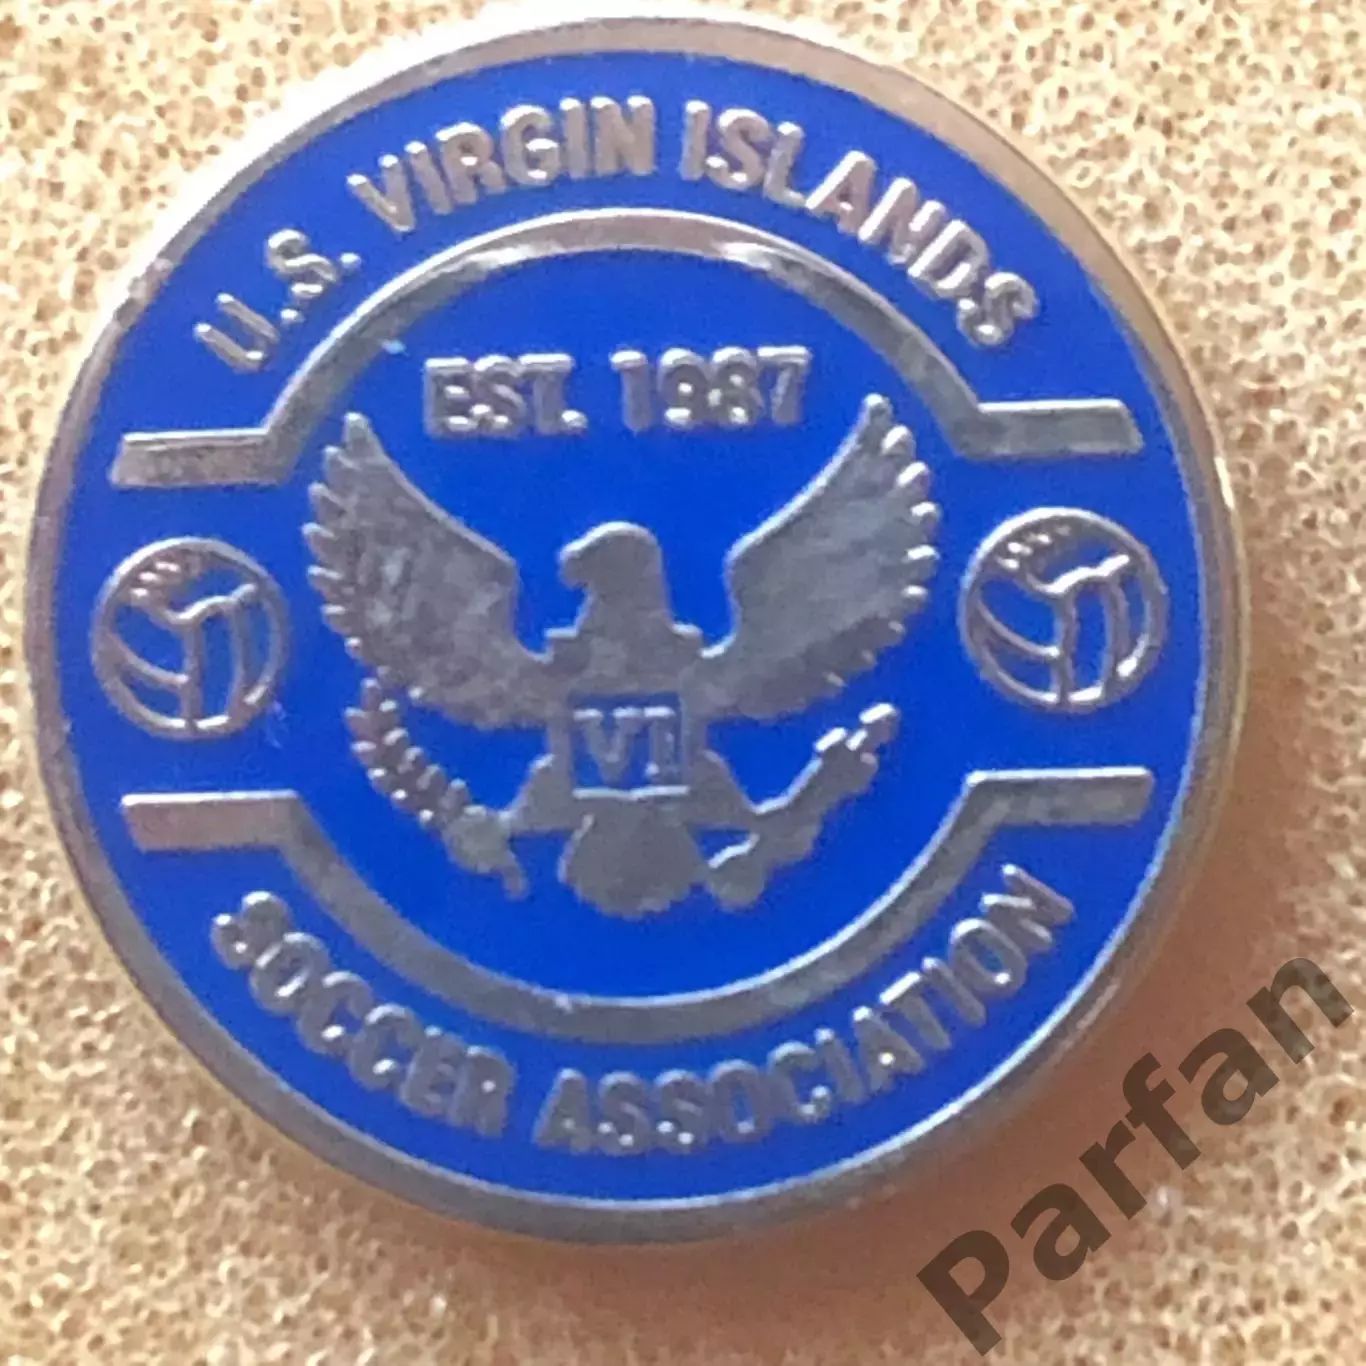 U.S. VIRGIN ISLANDS
EST. 1987
VI
SOCCER ASSOCIATION
Parfan